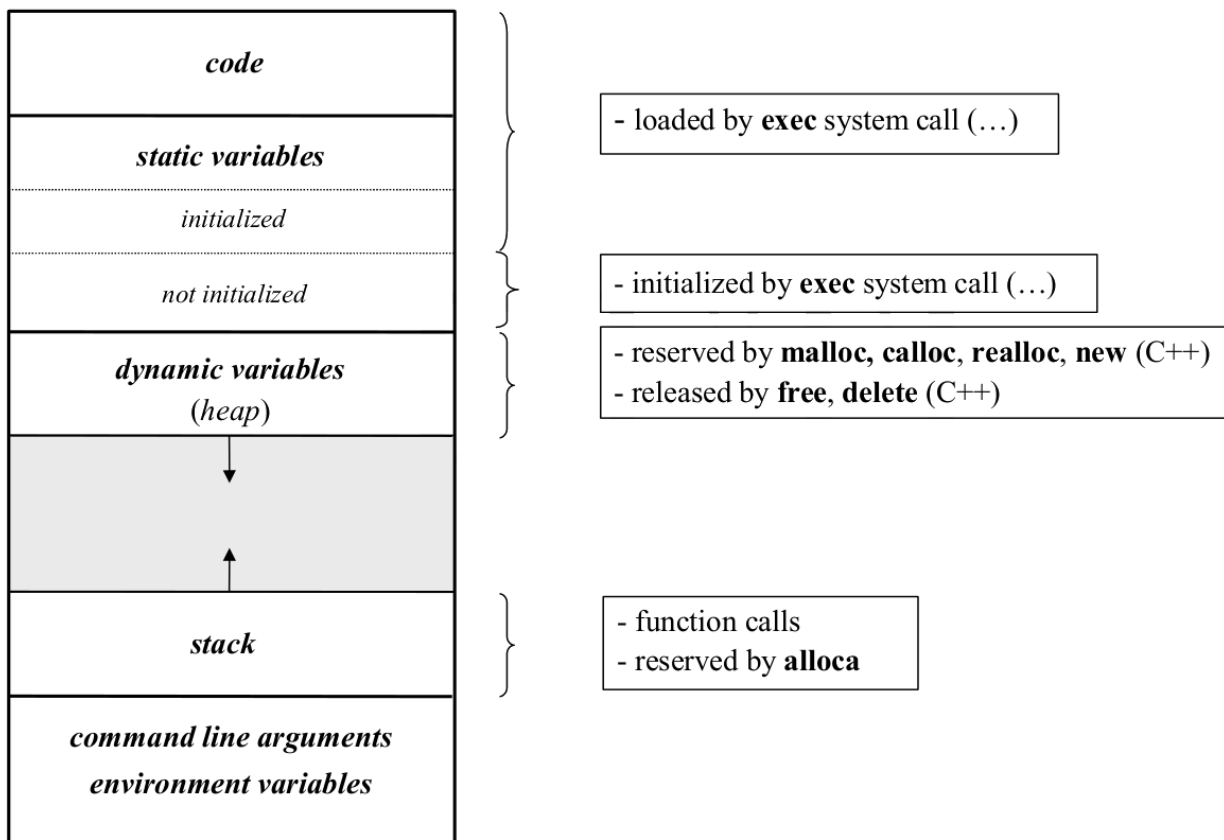 code
- loaded by exec system call (…)
static variables
initialized
not initialized
- initialized by exec system call (…)
dynamic variables
(heap)
- reserved by malloc, calloc, realloc, new (C++)
- released by free, delete (C++)
stack
- function calls
- reserved by alloca
command line arguments
environment variables